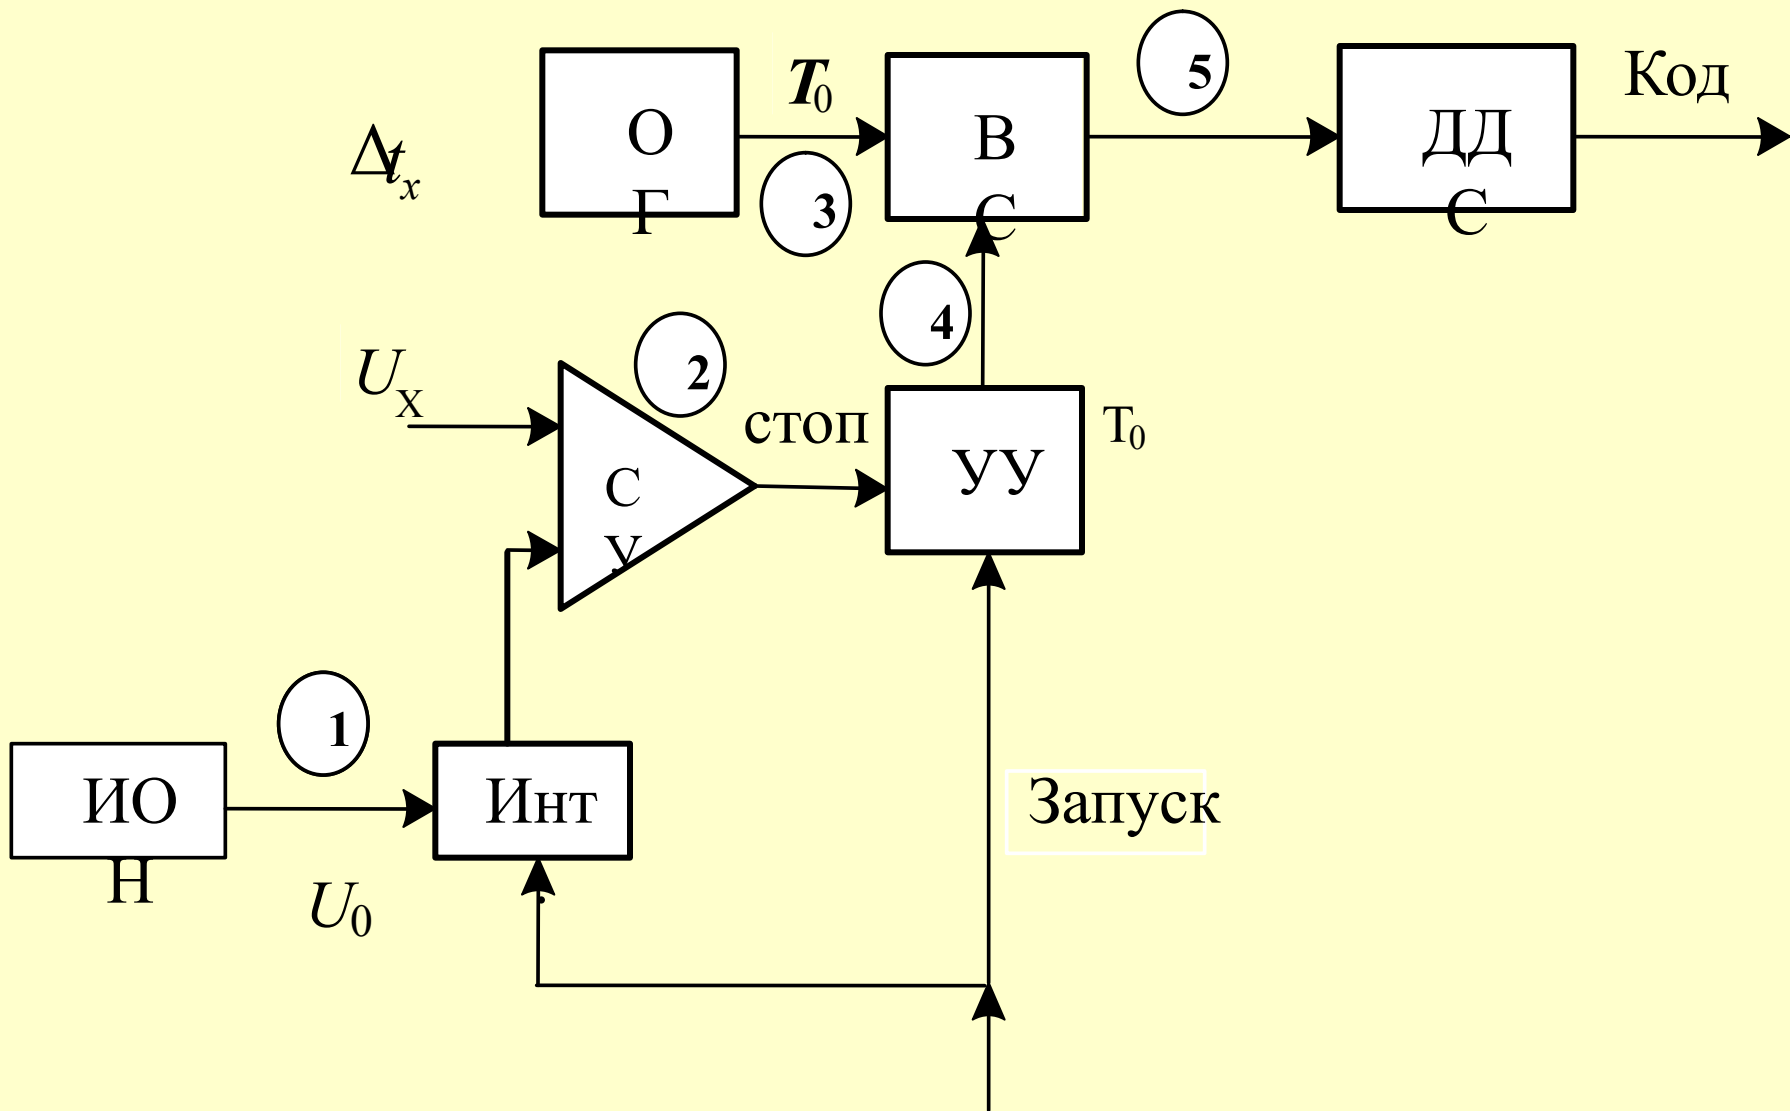 О
Г
T0
В
С
5
ДД
С
Код
Δtx
3
4
2
UX
С
У
стоп
УУ
T0
1
ИО
Н
Инт
Запуск
U0